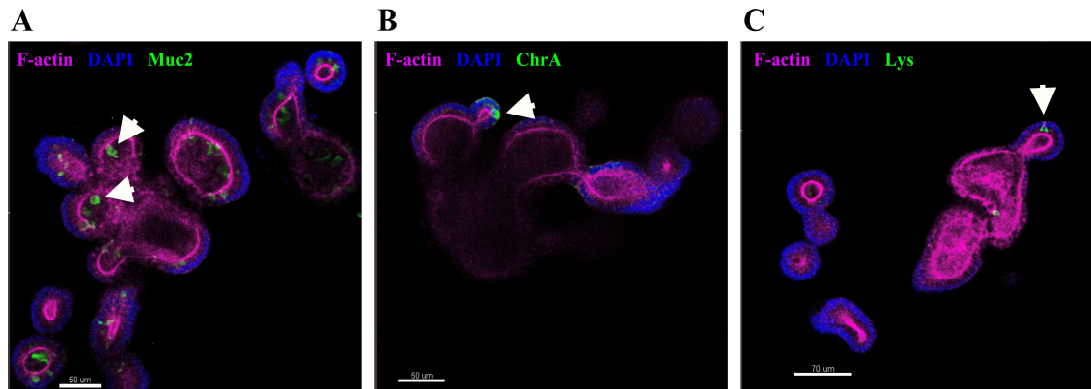 A
F-actin DAPI Muc2
50 um
B
F-actin DAPI ChrA
50 um
C
F-actin DAPI Lys
70 um